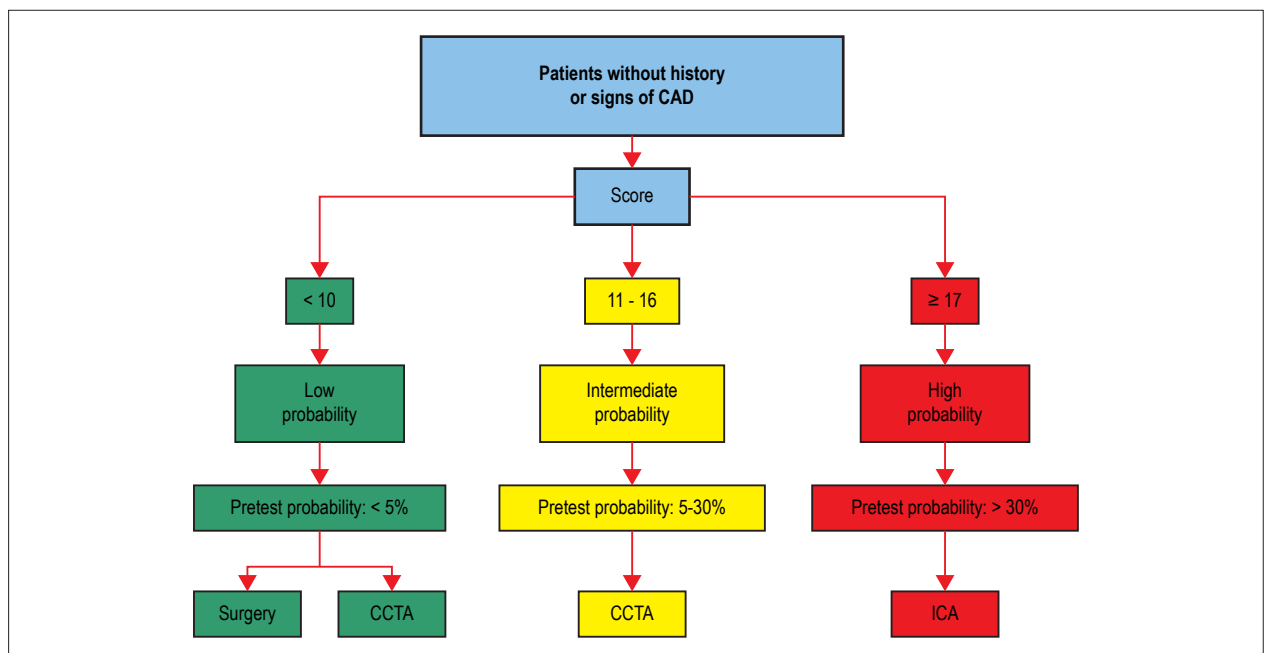 Patients without history
or signs of CAD
Score
< 10
11 - 16
≥ 17
Low
probability
Intermediate
probability
High
probability
Pretest probability: < 5%
Pretest probability: 5-30%
Pretest probability: > 30%
Surgery
CCTA
CCTA
ICA